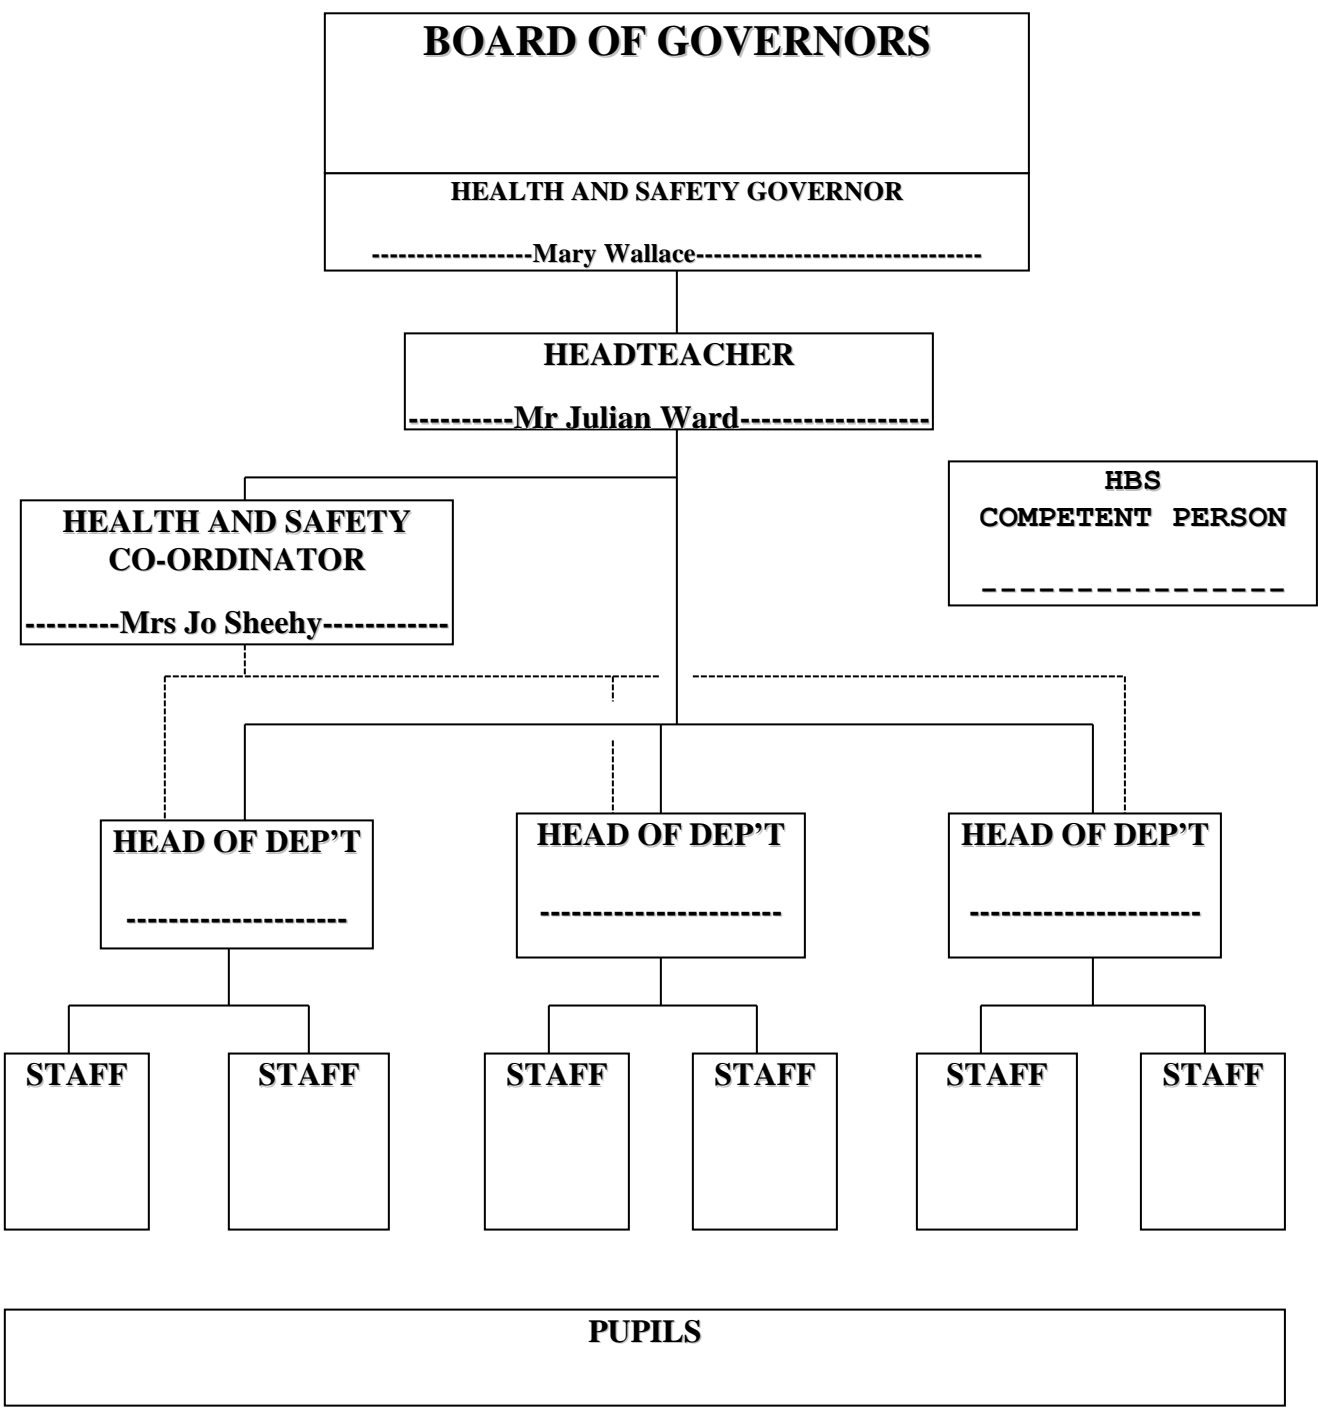 BOARD OF GOVERNORS
HEALTH AND SAFETY GOVERNOR
------------------Mary Wallace--------------------------------
HEADTEACHER
----------Mr Julian Ward------------------
HBS
COMPETENT PERSON
----------------
HEALTH AND SAFETY
CO-ORDINATOR
---------Mrs Jo Sheehy------------
HEAD OF DEP’T
---------------------
HEAD OF DEP’T
-----------------------
HEAD OF DEP’T
----------------------
STAFF
STAFF
STAFF
STAFF
STAFF
STAFF
PUPILS